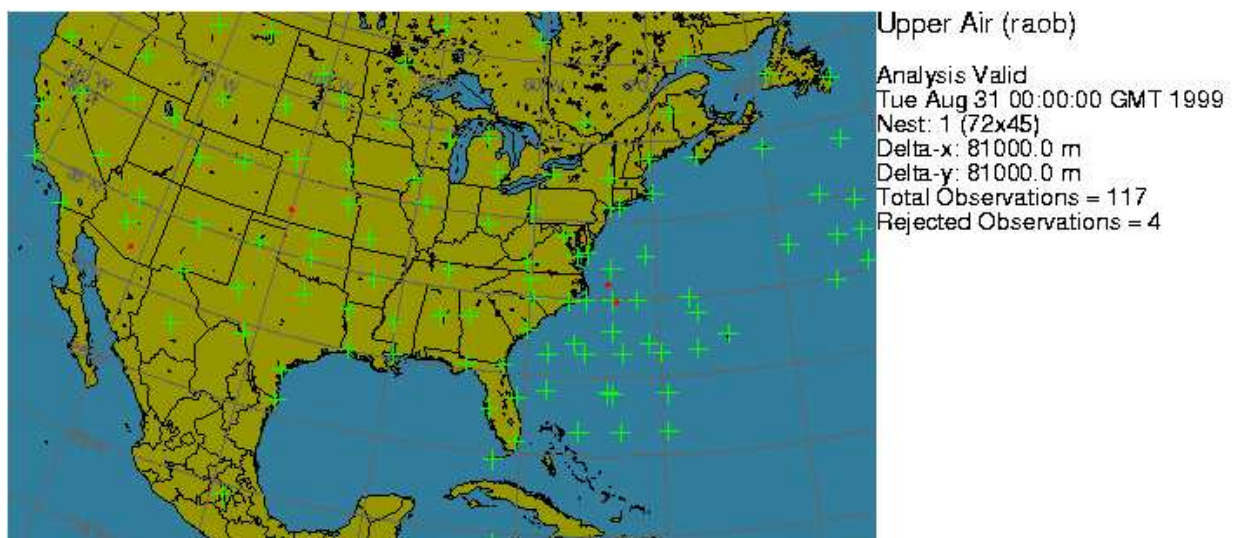 Upper Air (raob)
Analysis Valid
Tue Aug 31 00:00:00 GMT 1999
Nest: 1 (72x45)
Delta-x: 81000.0 m
Delta-y: 81000.0 m
Total Observations = 117
Rejected Observations = 4